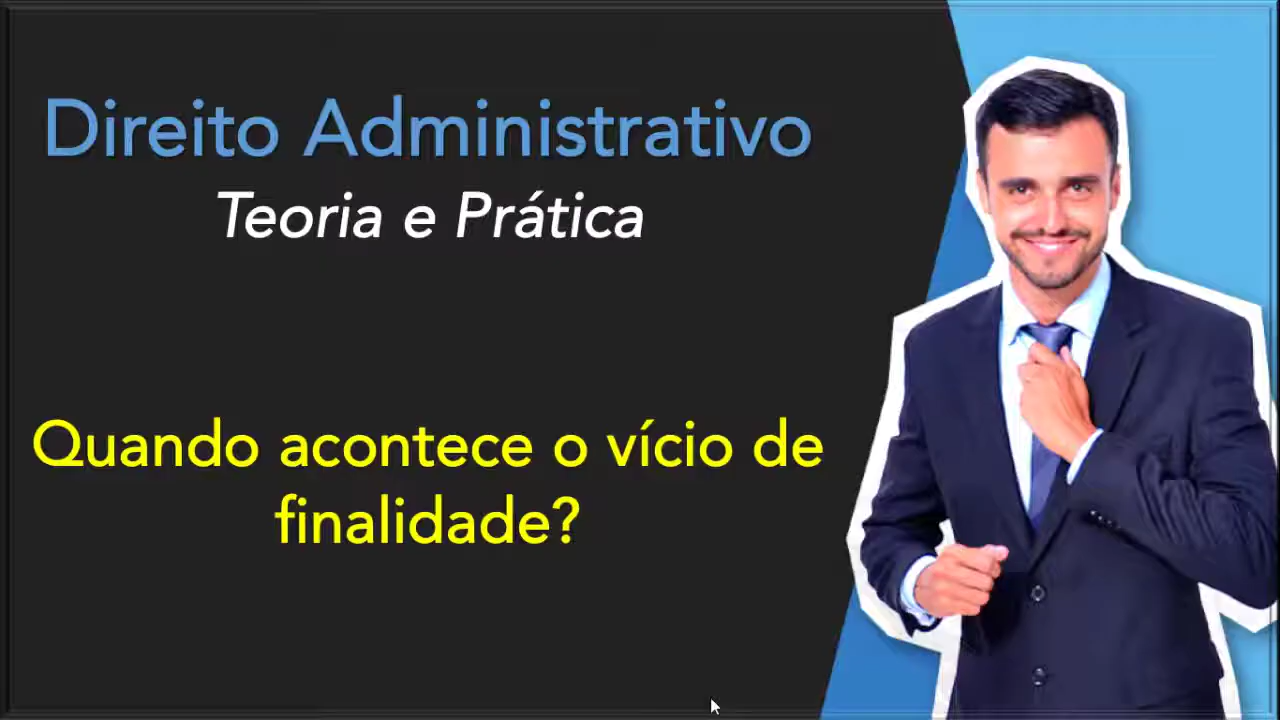 Direito Administrativo
Teoria e Prática
Quando acontece o vício de
finalidade?